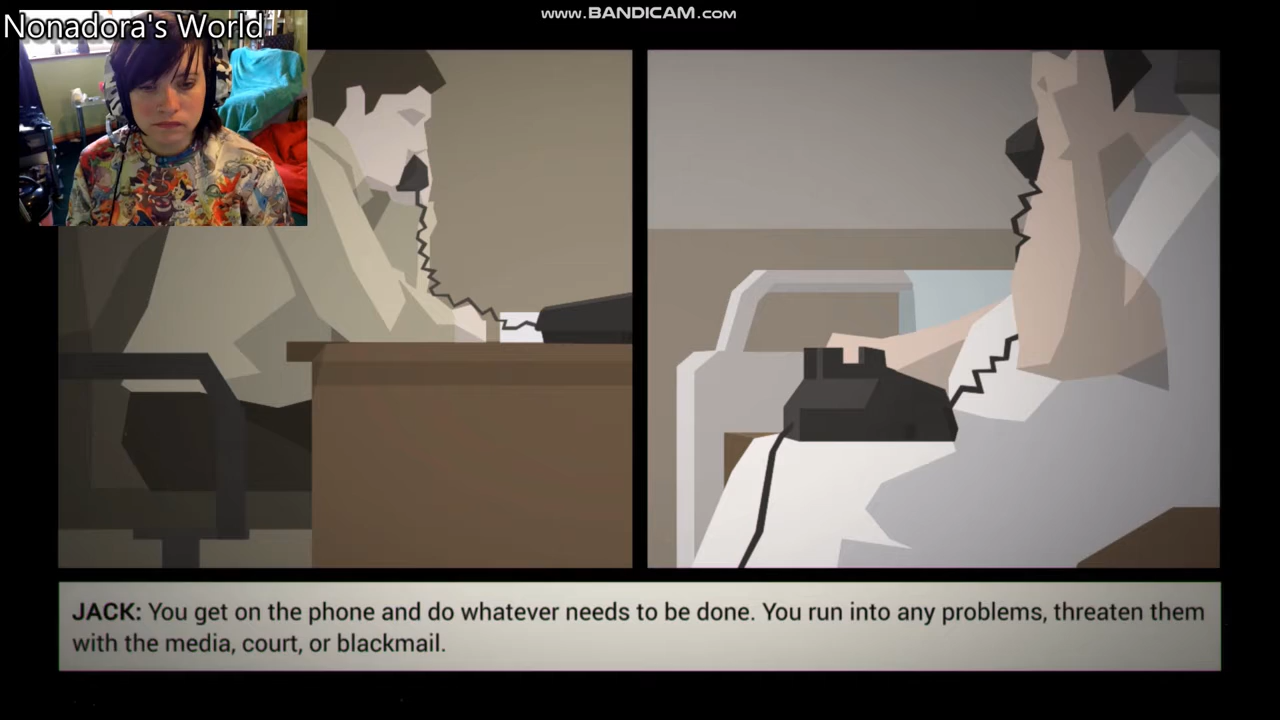 www.BANDICAM.com
Nonadora's World
JACK: You get on the phone and do whatever needs to be done. You run into any problems, threaten them
with the media, court, or blackmail.